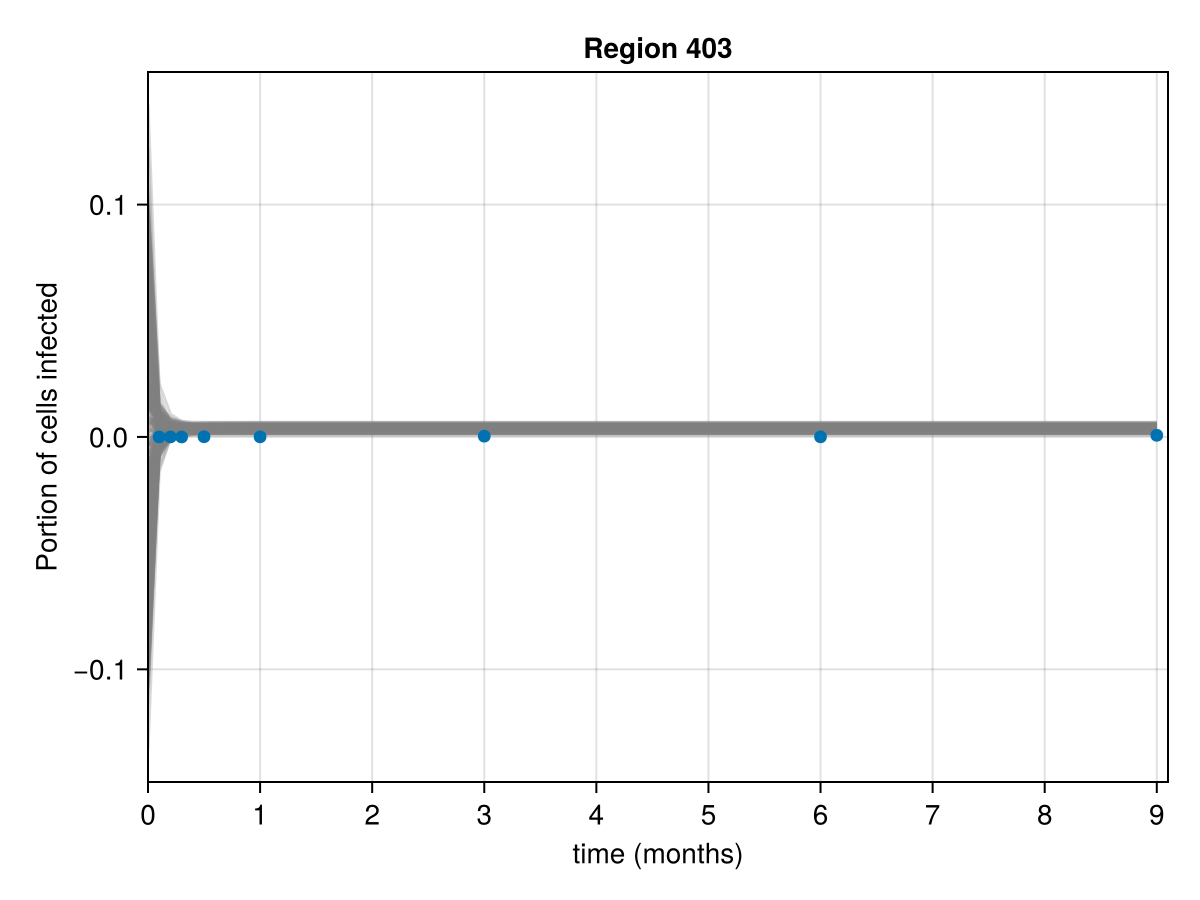 Region 403
Portion of cells infected
0.1
0.0
−0.1
0 1 2 3 4 5 6 7 8 9
time (months)